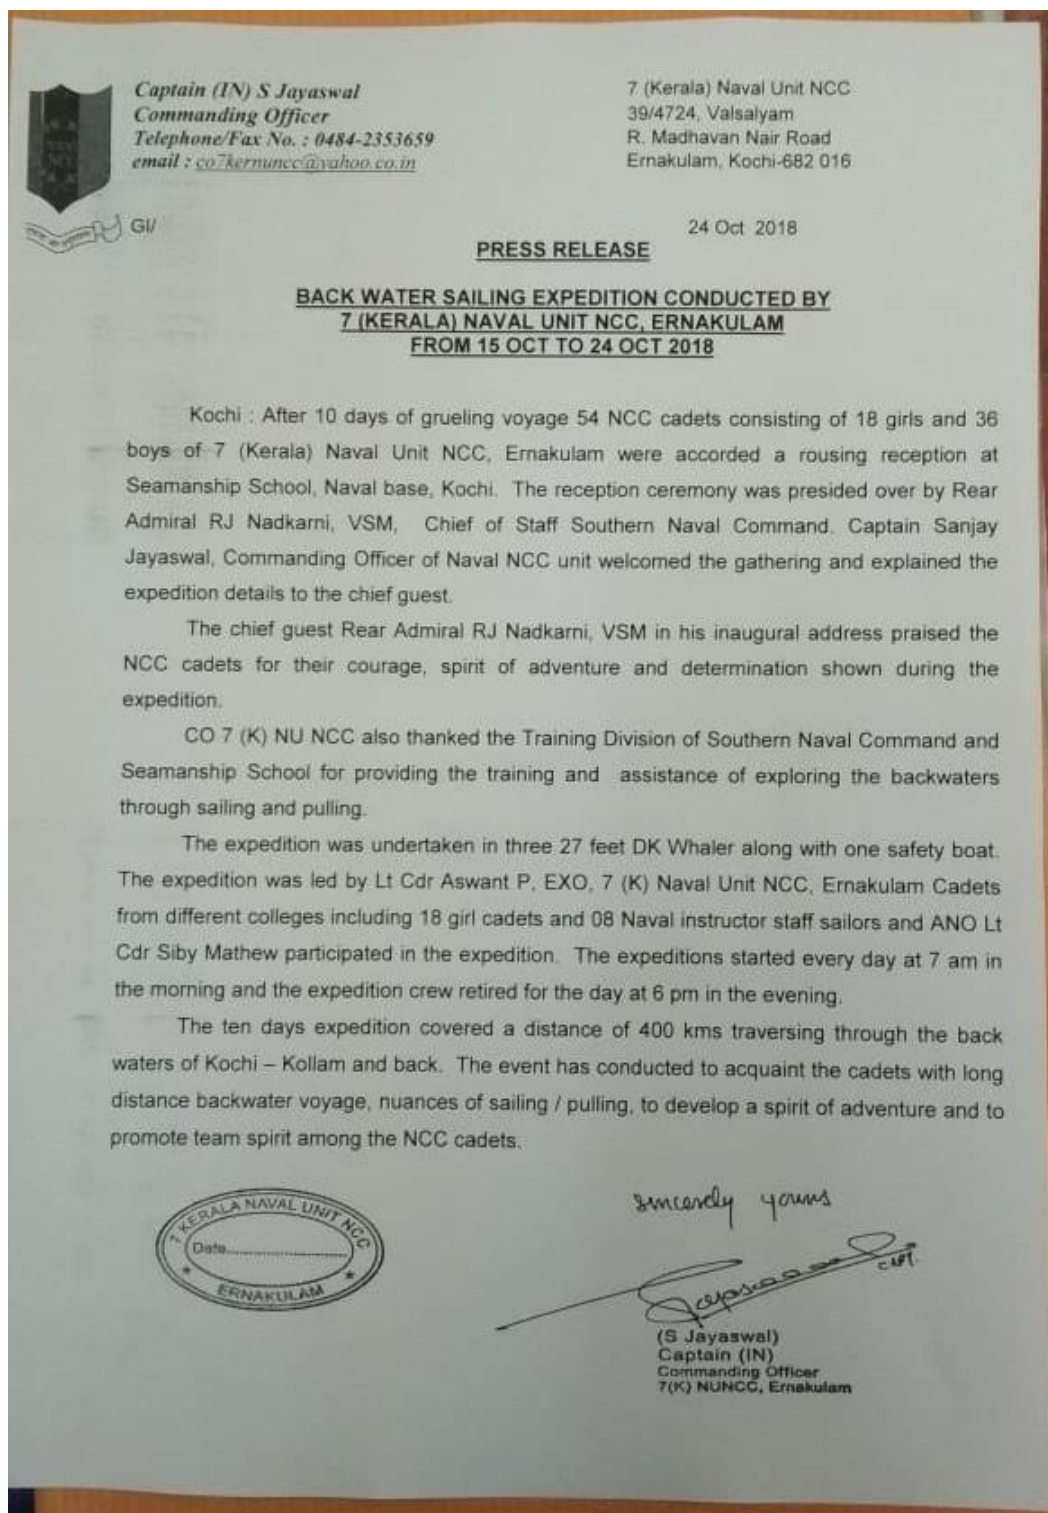 Captain (IN) S Jayaswal
Commanding Officer
Telephone/Fax No. : 0484-2353659
email : co7kernuncc@yahoo.co.in
7 (Kerala) Naval Unit NCC
39/4724, Valsalyam
R. Madhavan Nair Road
Ernakulam, Kochi-682 016
GI/
24 Oct 2018
PRESS RELEASE
BACK WATER SAILING EXPEDITION CONDUCTED BY
7 (KERALA) NAVAL UNIT NCC, ERNAKULAM
FROM 15 OCT TO 24 OCT 2018
Kochi : After 10 days of grueling voyage 54 NCC cadets consisting of 18 girls and 36
boys of 7 (Kerala) Naval Unit NCC, Ernakulam were accorded a rousing reception at
Seamanship School, Naval base, Kochi. The reception ceremony was presided over by Rear
Admiral RJ Nadkarni, VSM, Chief of Staff Southern Naval Command. Captain Sanjay
Jayaswal, Commanding Officer of Naval NCC unit welcomed the gathering and explained the
expedition details to the chief guest.
The chief guest Rear Admiral RJ Nadkarni, VSM in his inaugural address praised the
NCC cadets for their courage, spirit of adventure and determination shown during the
expedition.
CO 7 (K) NU NCC also thanked the Training Division of Southern Naval Command and
Seamanship School for providing the training and assistance of exploring the backwaters
through sailing and pulling.
The expedition was undertaken in three 27 feet DK Whaler along with one safety boat.
The expedition was led by Lt Cdr Aswant P, EXO, 7 (K) Naval Unit NCC, Ernakulam Cadets
from different colleges including 18 girl cadets and 08 Naval instructor staff sailors and ANO Lt
Cdr Siby Mathew participated in the expedition. The expeditions started every day at 7 am in
the morning and the expedition crew retired for the day at 6 pm in the evening.
The ten days expedition covered a distance of 400 kms traversing through the back
waters of Kochi – Kollam and back. The event has conducted to acquaint the cadets with long
distance backwater voyage, nuances of sailing / pulling, to develop a spirit of adventure and to
promote team spirit among the NCC cadets.
7 KERALA NAVAL UNIT NCC
Date..............................
* ERNAKULAM *
sincerely yours
Jayaswal
CAPT.
(S Jayaswal)
Captain (IN)
Commanding Officer
7(K) NUNCC, Ernakulam